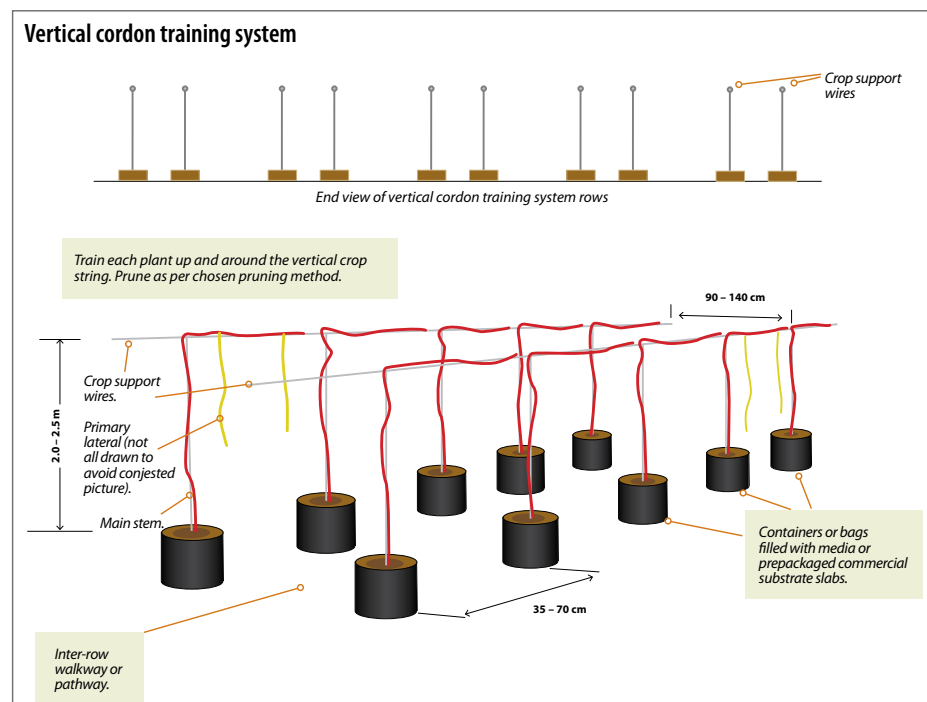 Vertical cordon training system
Crop support
wires
End view of vertical cordon training system rows
Train each plant up and around the vertical crop
string. Prune as per chosen pruning method.
90 – 140 cm
Crop support
wires.
2.0 – 2.5 m
Primary
lateral (not
all drawn to
avoid conjested
picture).
Main stem.
Containers or bags
filled with media or
prepackaged commercial
substrate slabs.
35 – 70 cm
Inter-row
walkway or
pathway.